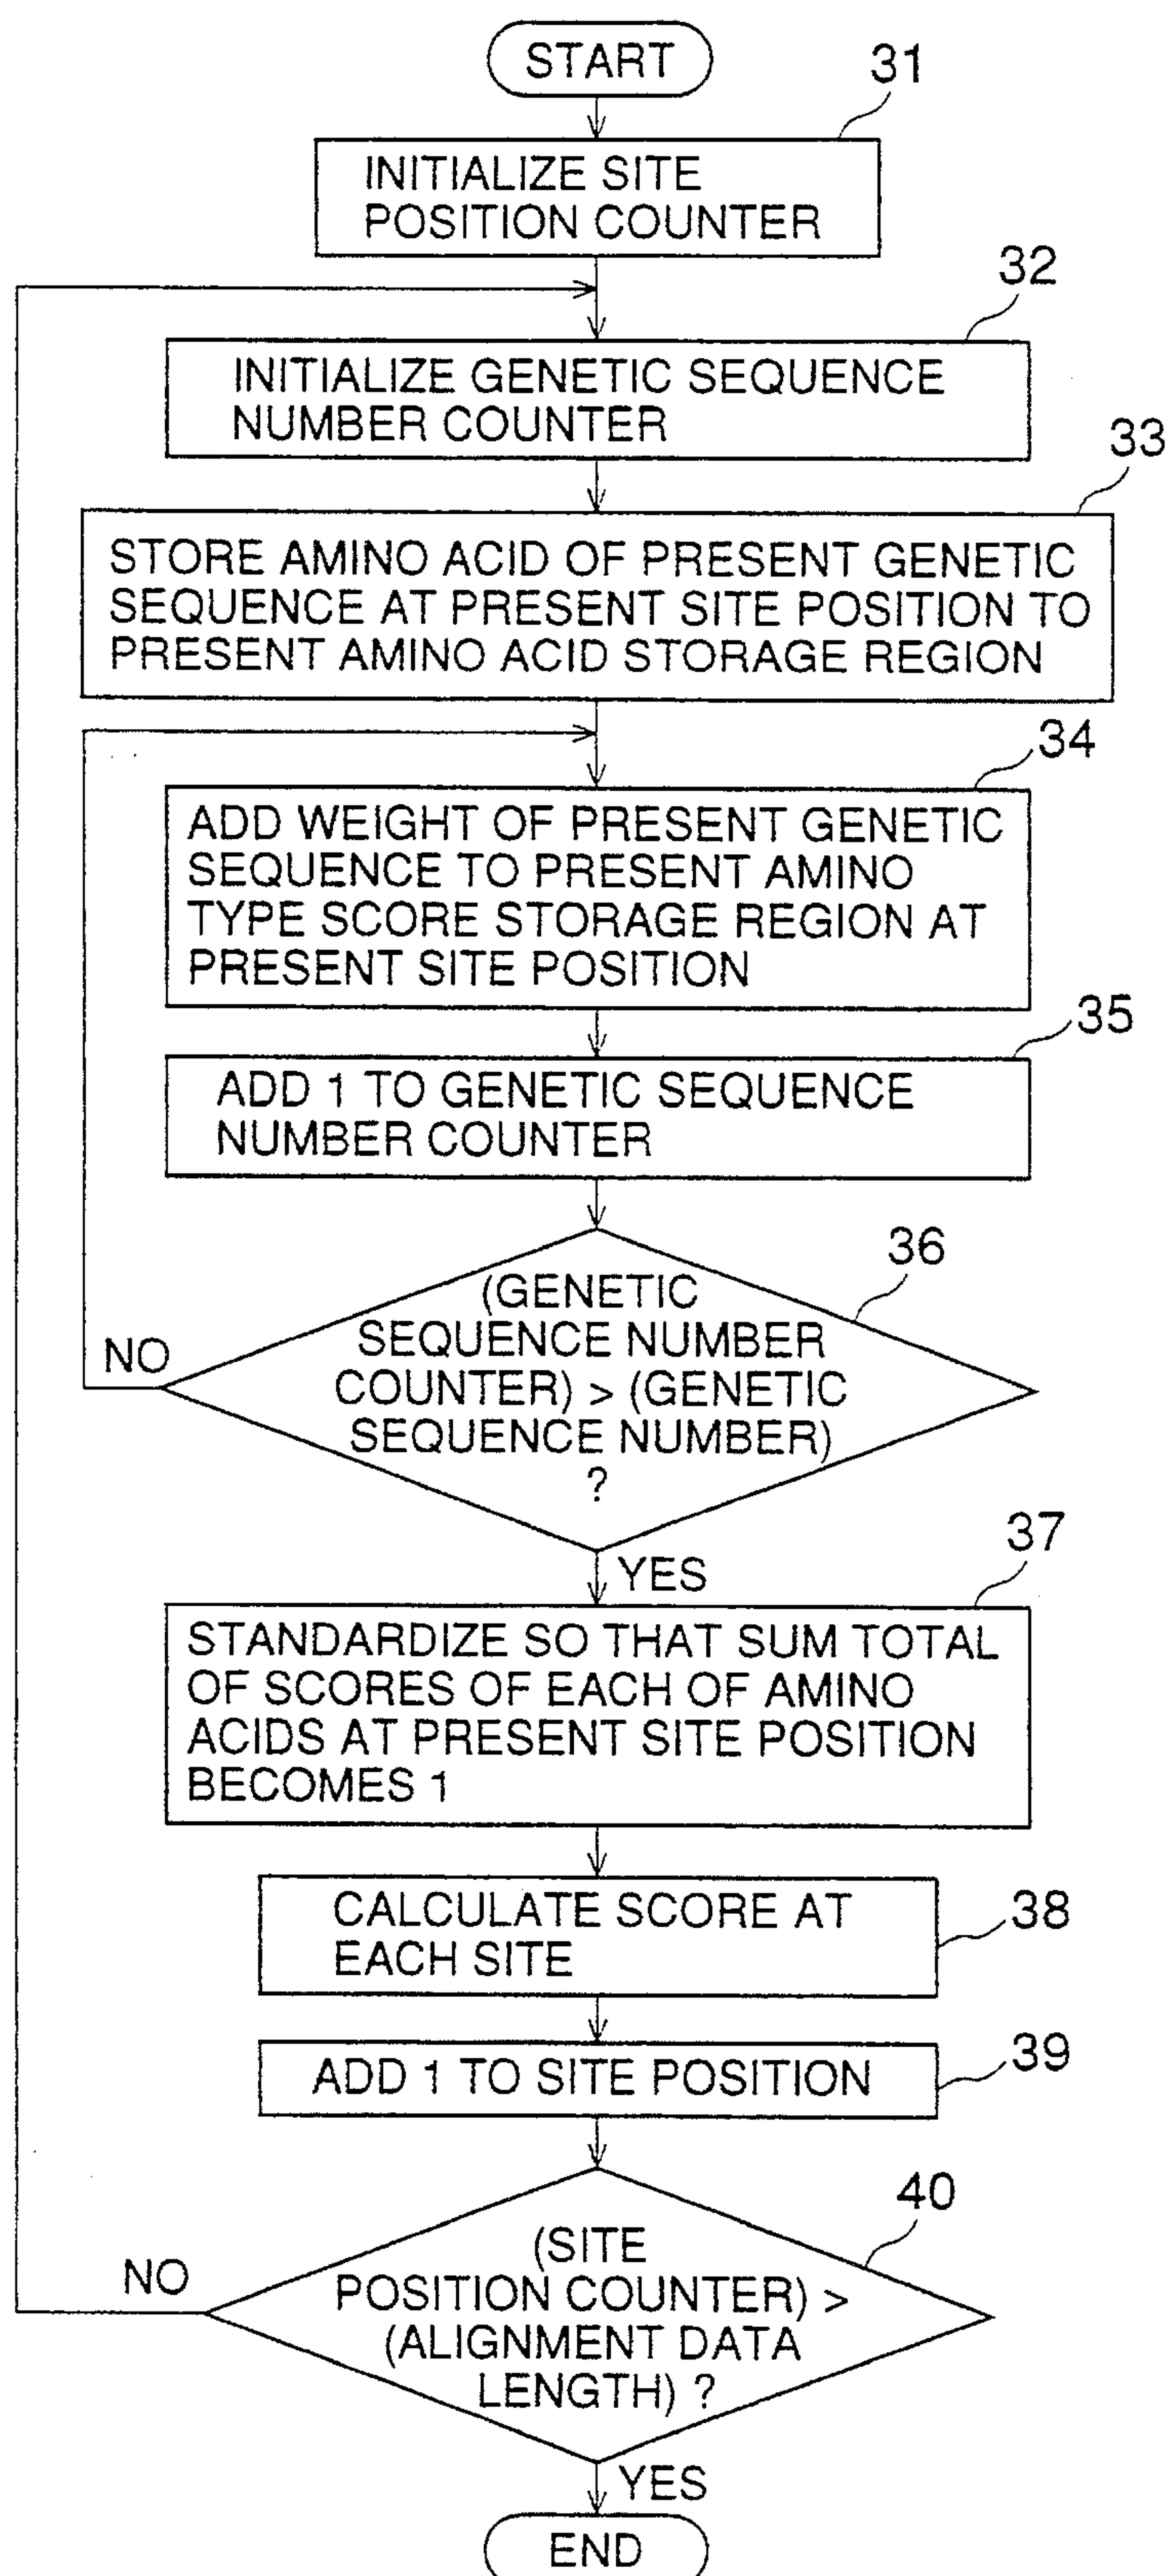 START
31
INITIALIZE SITE
POSITION COUNTER
32
INITIALIZE GENETIC SEQUENCE
NUMBER COUNTER
33
STORE AMINO ACID OF PRESENT GENETIC
SEQUENCE AT PRESENT SITE POSITION TO
PRESENT AMINO ACID STORAGE REGION
34
ADD WEIGHT OF PRESENT GENETIC
SEQUENCE TO PRESENT AMINO
TYPE SCORE STORAGE REGION AT
PRESENT SITE POSITION
35
ADD 1 TO GENETIC SEQUENCE
NUMBER COUNTER
36
(GENETIC
SEQUENCE NUMBER
COUNTER) > (GENETIC
SEQUENCE NUMBER)
?
NO
YES
37
STANDARDIZE SO THAT SUM TOTAL
OF SCORES OF EACH OF AMINO
ACIDS AT PRESENT SITE POSITION
BECOMES 1
38
CALCULATE SCORE AT
EACH SITE
39
ADD 1 TO SITE POSITION
40
(SITE
POSITION COUNTER) >
(ALIGNMENT DATA
LENGTH) ?
NO
YES
END